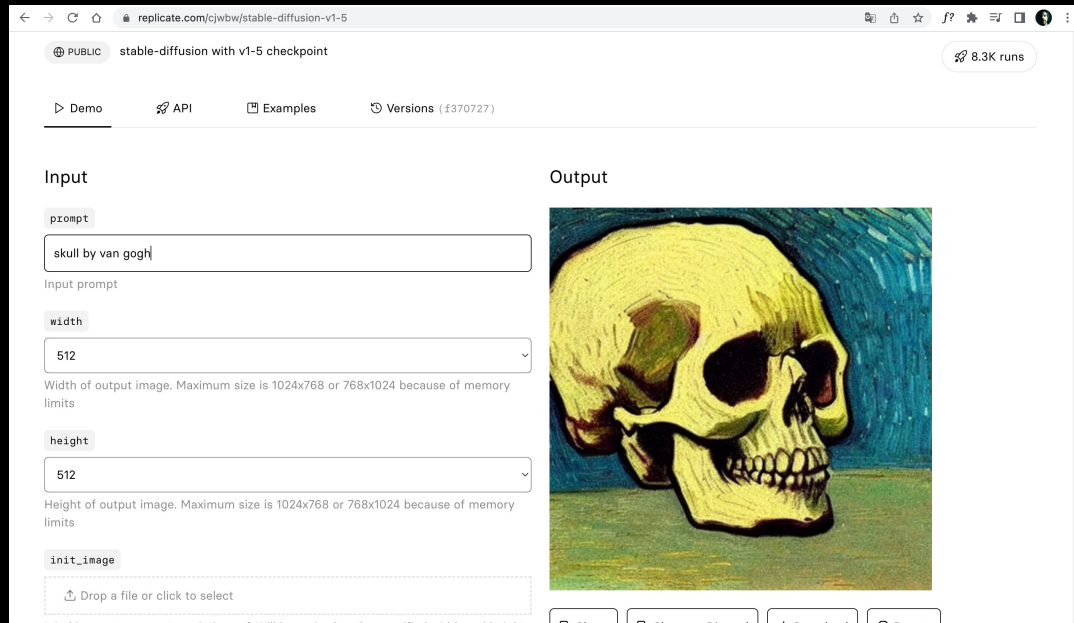 replicate.com/cjwbw/stable-diffusion-v1-5
f?
PUBLIC stable-diffusion with v1-5 checkpoint
8.3K runs
Demo
API
Examples
Versions (f370727)
Input
prompt
skull by van gogh
Input prompt
width
512
Width of output image. Maximum size is 1024x768 or 768x1024 because of memory
limits
height
512
Height of output image. Maximum size is 1024x768 or 768x1024 because of memory
limits
init_image
Drop a file or click to select
Output